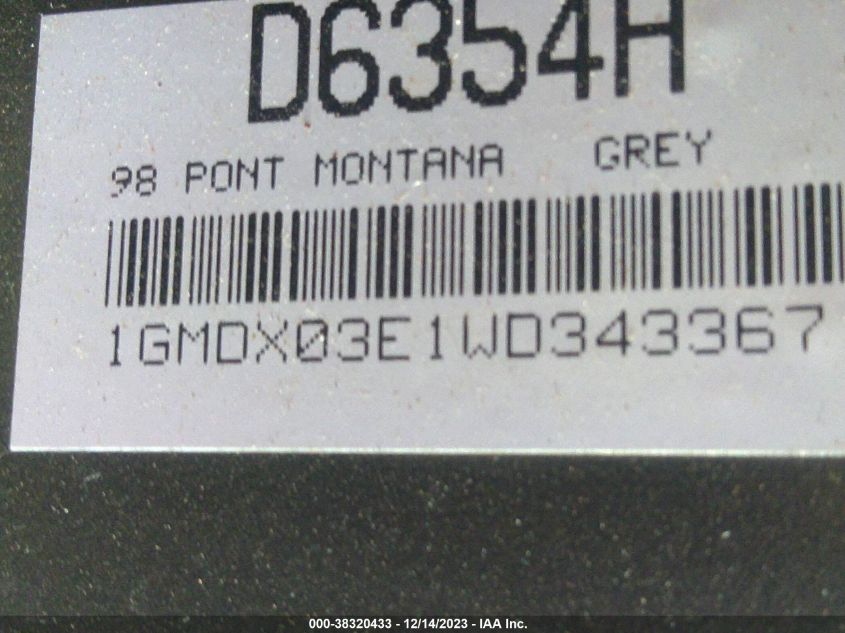 D6354H
98 PONT MONTANA GREY
1GMDX03E1WD343367
000-38320433 - 12/14/2023 - IAA Inc.